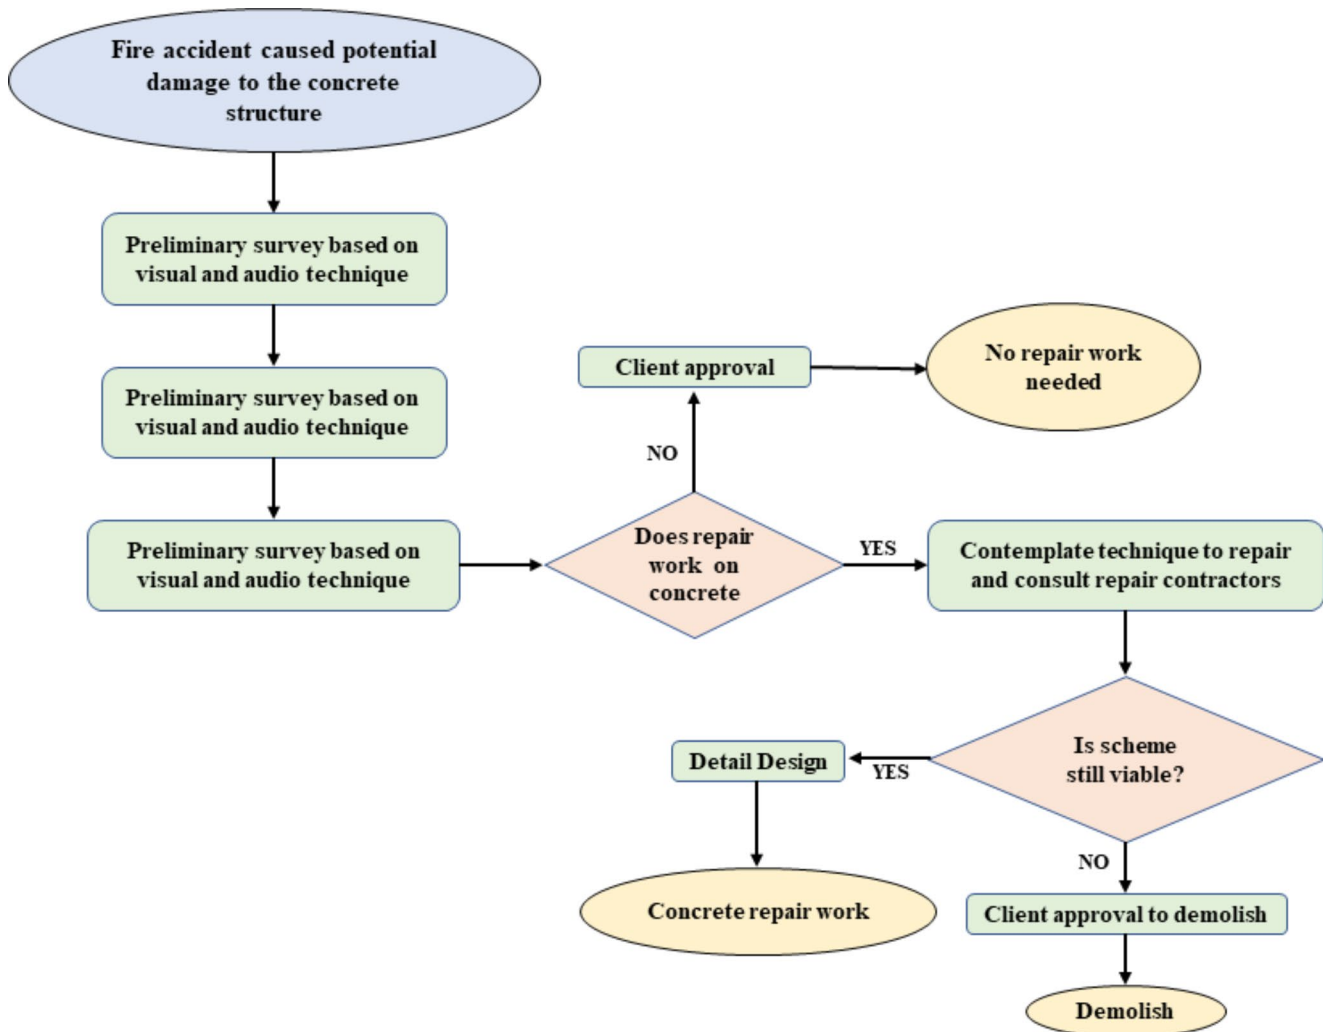 Fire accident caused potential
damage to the concrete
structure
Preliminary survey based on
visual and audio technique
Preliminary survey based on
visual and audio technique
Preliminary survey based on
visual and audio technique
Client approval
No repair work
needed
NO
Does repair
work on
concrete
YES
Contemplate technique to repair
and consult repair contractors
Is scheme
still viable?
YES
Detail Design
Concrete repair work
NO
Client approval to demolish
Demolish